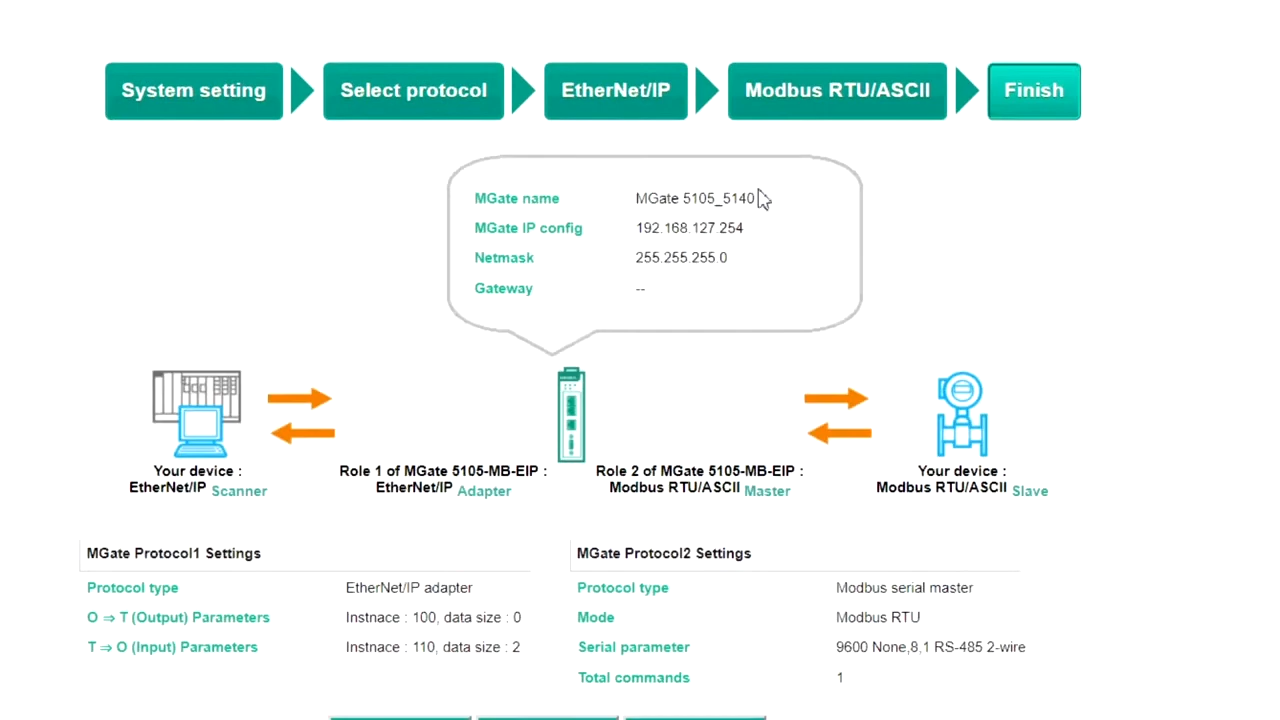 System setting
Select protocol
EtherNet/IP
Modbus RTU/ASCII
Finish
MGate name MGate 5105_5140
MGate IP config 192.168.127.254
Netmask 255.255.255.0
Gateway --
Your device :
EtherNet/IP Scanner
Role 1 of MGate 5105-MB-EIP :
EtherNet/IP Adapter
Role 2 of MGate 5105-MB-EIP :
Modbus RTU/ASCII Master
Your device :
Modbus RTU/ASCII Slave
MGate Protocol1 Settings
Protocol type EtherNet/IP adapter
O ⇒ T (Output) Parameters Instnace : 100, data size : 0
T ⇒ O (Input) Parameters Instnace : 110, data size : 2
MGate Protocol2 Settings
Protocol type Modbus serial master
Mode Modbus RTU
Serial parameter 9600 None,8,1 RS-485 2-wire
Total commands 1